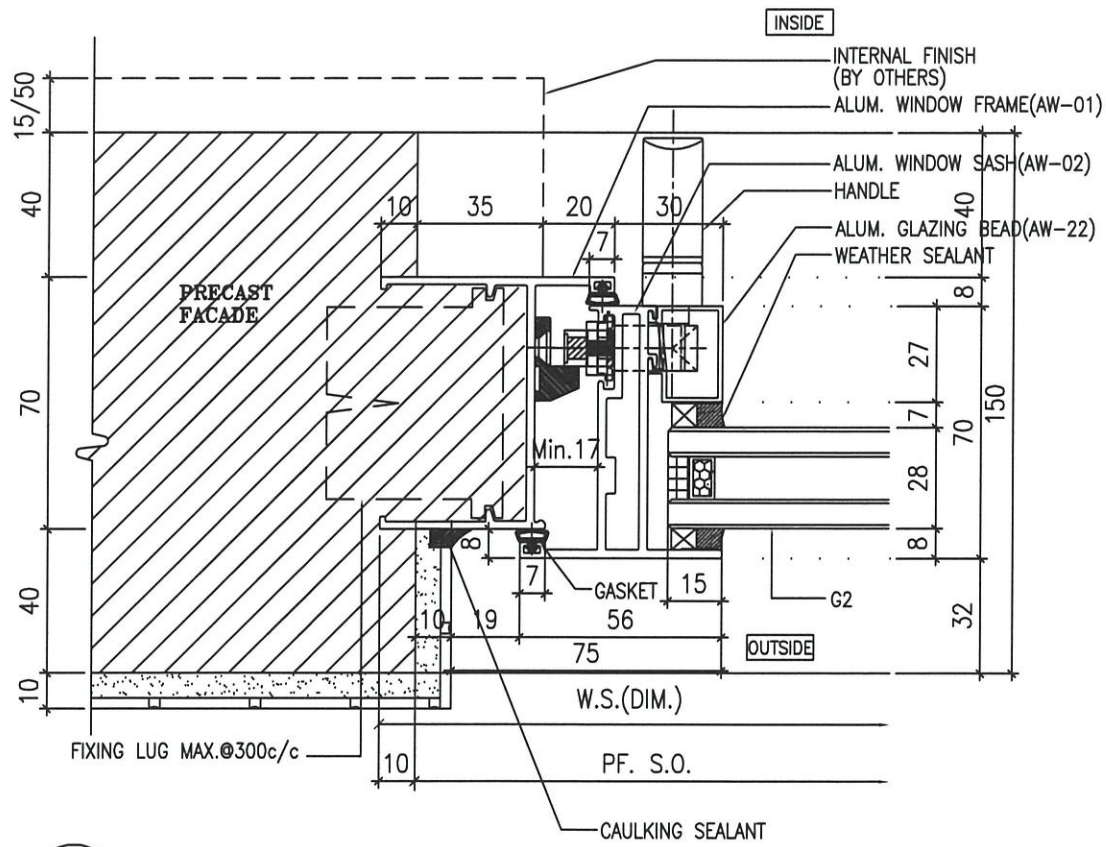 INSIDE
INTERNAL FINISH
(BY OTHERS)
ALUM. WINDOW FRAME(AW-01)
15/50
ALUM. WINDOW SASH(AW-02)
HANDLE
40
10
35
20
30
40
7
ALUM. GLAZING BEAD(AW-22)
WEATHER SEALANT
PRECAST
FACADE
8
27
70
7
70
150
Min.17
28
8
8
7
GASKET
15
G2
40
10
19
56
32
75
OUTSIDE
10
W.S.(DIM.)
FIXING LUG MAX.@300c/c
10
PF. S.O.
CAULKING SEALANT